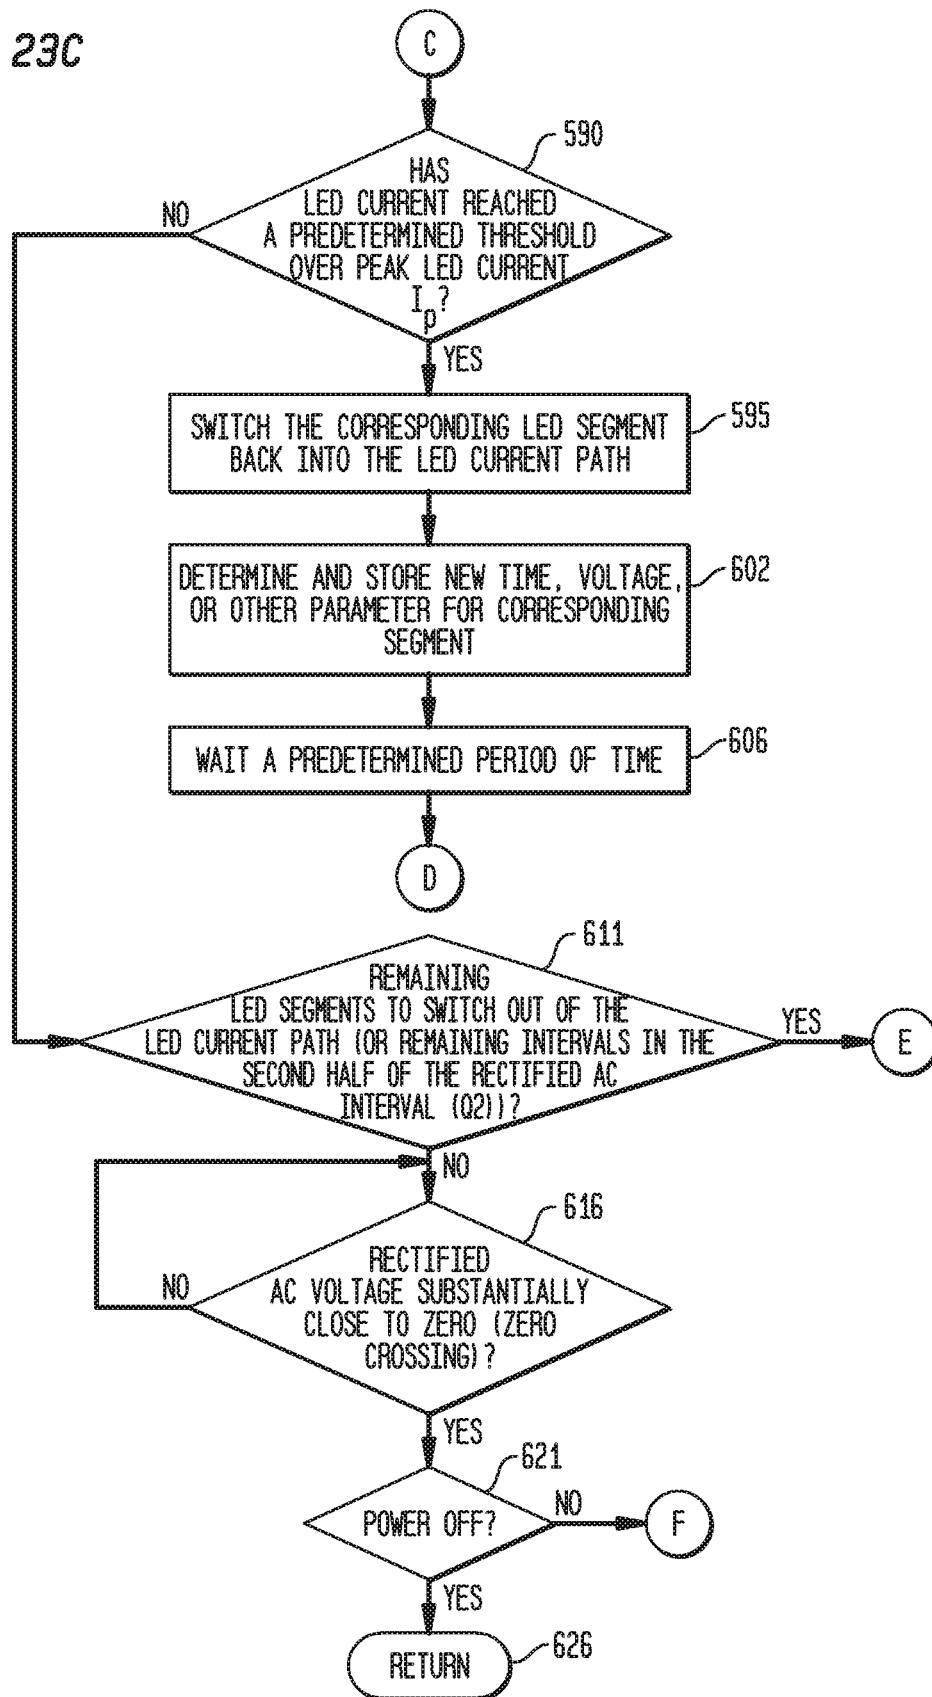 23C
C
590
HAS
LED CURRENT REACHED
A PREDETERMINED THRESHOLD
OVER PEAK LED CURRENT
Ip?
NO
YES
SWITCH THE CORRESPONDING LED SEGMENT
BACK INTO THE LED CURRENT PATH
595
DETERMINE AND STORE NEW TIME, VOLTAGE,
OR OTHER PARAMETER FOR CORRESPONDING
SEGMENT
602
WAIT A PREDETERMINED PERIOD OF TIME
606
D
611
REMAINING
LED SEGMENTS TO SWITCH OUT OF THE
LED CURRENT PATH (OR REMAINING INTERVALS IN THE
SECOND HALF OF THE RECTIFIED AC
INTERVAL (Q2))?
YES
E
NO
616
RECTIFIED
AC VOLTAGE SUBSTANTIALLY
CLOSE TO ZERO (ZERO
CROSSING)?
NO
YES
621
POWER OFF?
NO
F
YES
RETURN
626